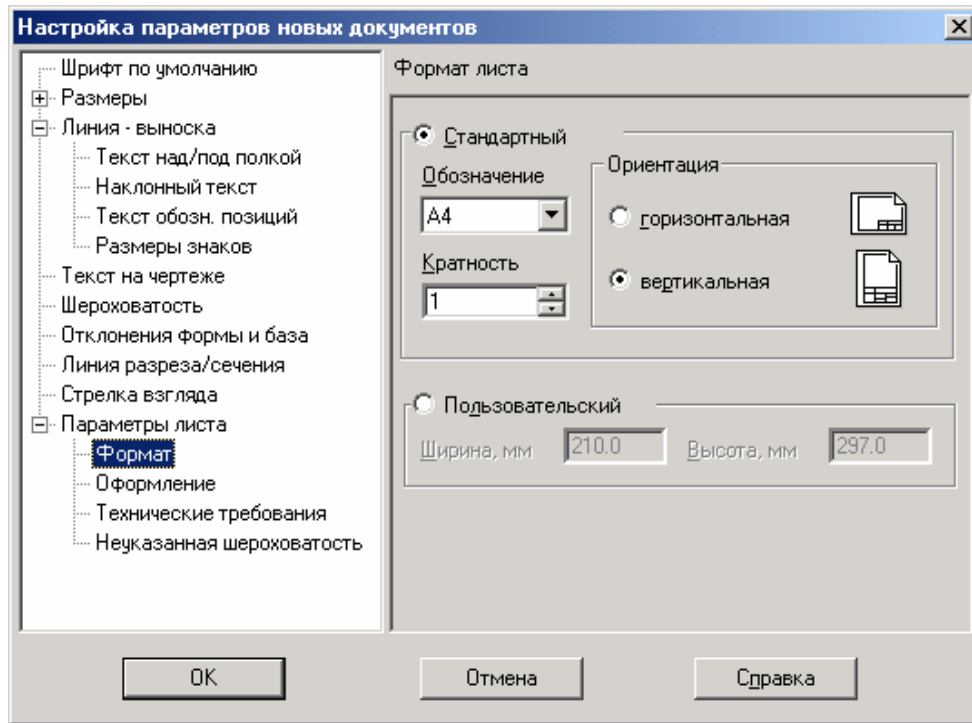 Настройка параметров новых документов
Шрифт по умолчанию
Размеры
Линия - выноска
Текст над/под полкой
Наклонный текст
Текст обозн. позиций
Размеры знаков
Текст на чертеже
Шероховатость
Отклонения формы и база
Линия разреза/сечения
Стрелка взгляда
Параметры листа
Формат
Оформление
Технические требования
Неуказанная шероховатость
Формат листа
Стандартный
Обозначение
A4
Кратность
1
Ориентация
горизонтальная
вертикальная
Пользовательский
Ширина, мм 210.0 Высота, мм 297.0
OK Отмена Справка